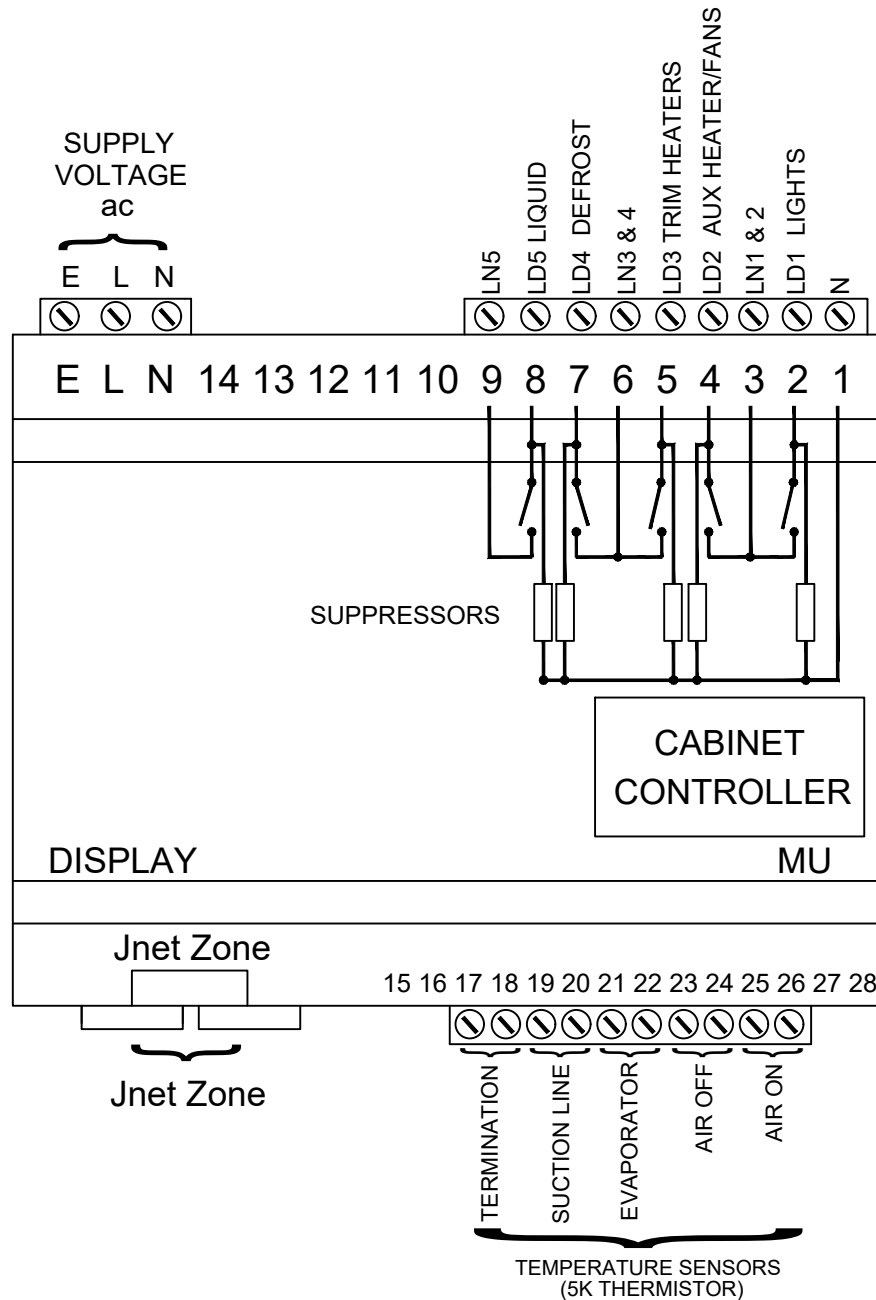 SUPPLY
VOLTAGE
ac
E L N
LN5
LD5 LIQUID
LD4 DEFROST
LN3 & 4
LD3 TRIM HEATERS
LD2 AUX HEATER/FANS
LN1 & 2
LD1 LIGHTS
N
E L N 14 13 12 11 10 9 8 7 6 5 4 3 2 1
SUPPRESSORS
CABINET
CONTROLLER
DISPLAY
MU
Jnet Zone
15 16 17 18 19 20 21 22 23 24 25 26 27 28
Jnet Zone
TERMINATION
SUCTION LINE
EVAPORATOR
AIR OFF
AIR ON
TEMPERATURE SENSORS
(5K THERMISTOR)